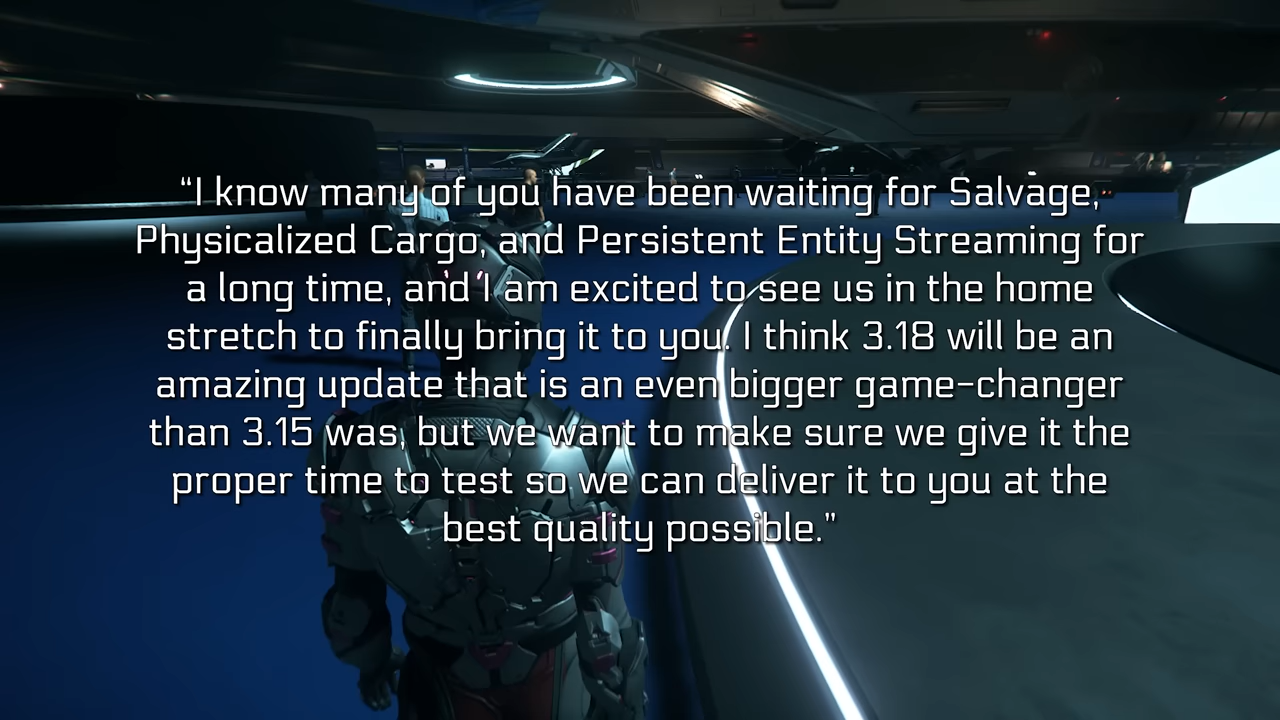 “I know many of you have been waiting for Salvage,
Physicalized Cargo, and Persistent Entity Streaming for
a long time, and I am excited to see us in the home
stretch to finally bring it to you. I think 3.18 will be an
amazing update that is an even bigger game-changer
than 3.15 was, but we want to make sure we give it the
proper time to test so we can deliver it to you at the
best quality possible.”